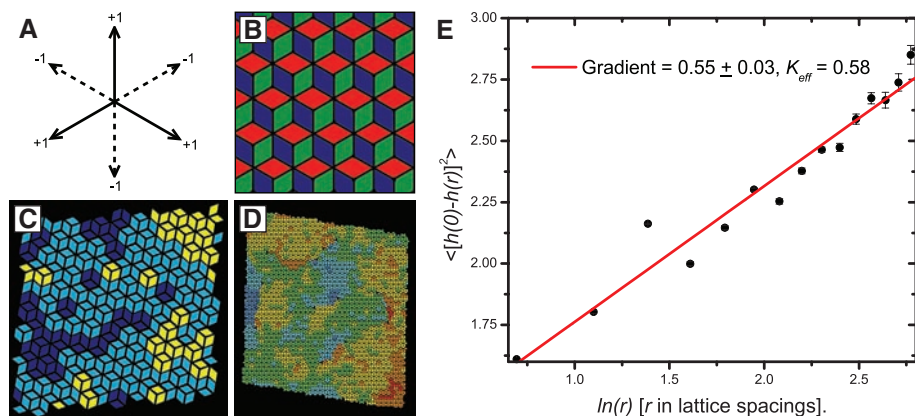 A
+1
-1
-1
+1
+1
-1
B
C
D
E
3.00
2.75
2.50
2.25
2.00
1.75
<[h(0)-h(r)]²>
Gradient = 0.55 ± 0.03, K_eff = 0.58
1.0
1.5
2.0
2.5
ln(r) [r in lattice spacings].